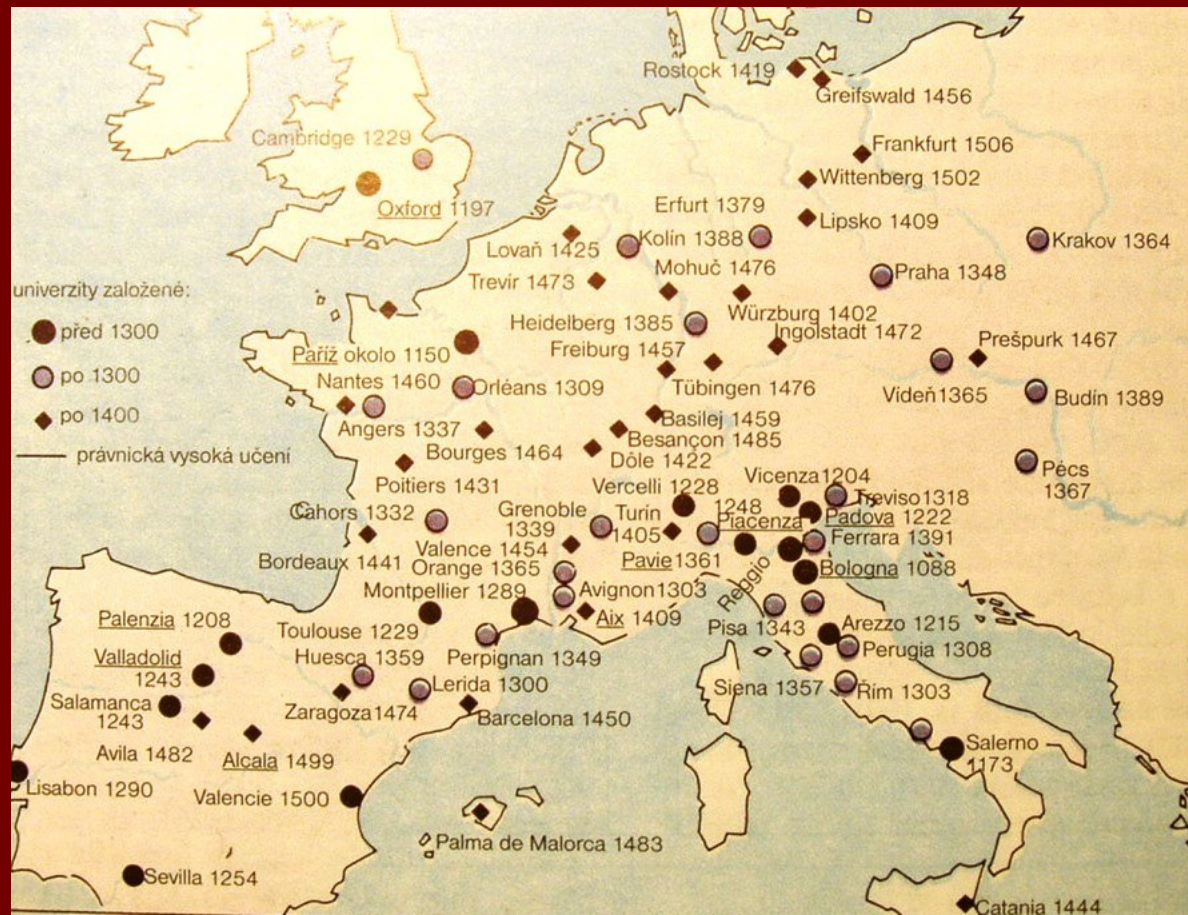 Rostock 1419
Greifswald 1456
Cambridge 1229
Frankfurt 1506
Wittenberg 1502
Oxford 1197
Erfurt 1379
Lipsko 1409
Lovaň 1425
Kolín 1388
Krakov 1364
Trevír 1473
Mohuč 1476
Praha 1348
univerzity založené:
před 1300
po 1300
po 1400
právnická vysoká učení
Würzburg 1402
Heidelberg 1385
Ingolstadt 1472
Paříž okolo 1150
Freiburg 1457
Prešpurk 1467
Nantes 1460
Orléans 1309
Tübingen 1476
Vídeň 1365
Budín 1389
Angers 1337
Basilej 1459
Bourges 1464
Besançon 1485
Dôle 1422
Poitiers 1431
Vercelli 1228
Vicenza 1204
Pécs
1367
Cahors 1332
Grenoble
1339
Turín
1405
1248
Piacenza
Treviso 1318
Padova 1222
Ferrara 1391
Bordeaux 1441
Valence 1454
Orange 1365
Pavie 1361
Bologna 1088
Reggio
Montpellier 1289
Avignon 1303
Aix 1409
Palenzia 1208
Toulouse 1229
Pisa 1343
Arezzo 1215
Valladolid
1243
Huesca 1359
Perpignan 1349
Perugia 1308
Lerida 1300
Siena 1357
Řím 1303
Salamanca
1243
Zaragoza 1474
Barcelona 1450
Avila 1482
Alcala 1499
Salerno
1173
Lisabon 1290
Valencie 1500
Palma de Malorca 1483
Sevilla 1254
Catania 1444